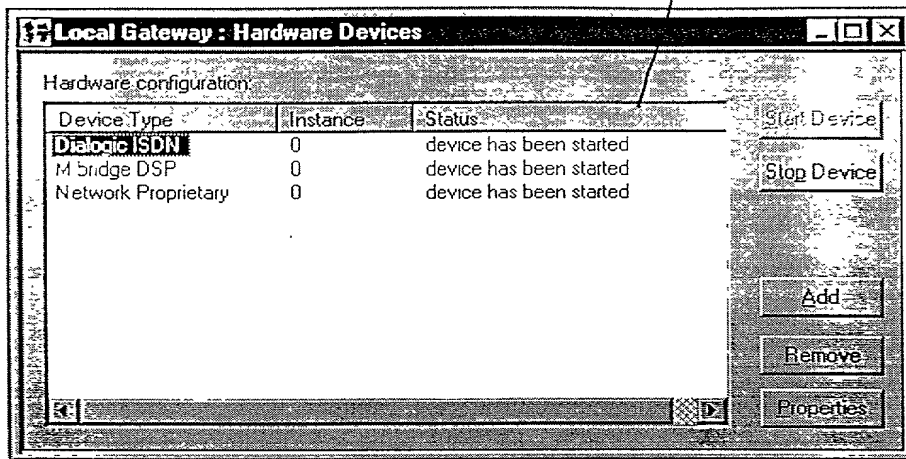 Local Gateway : Hardware Devices
Hardware configuration:
Device Type Instance Status
Dialogic ISDN 0 device has been started
M bridge DSP 0 device has been started
Network Proprietary 0 device has been started
Start Device
Stop Device
Add
Remove
Properties